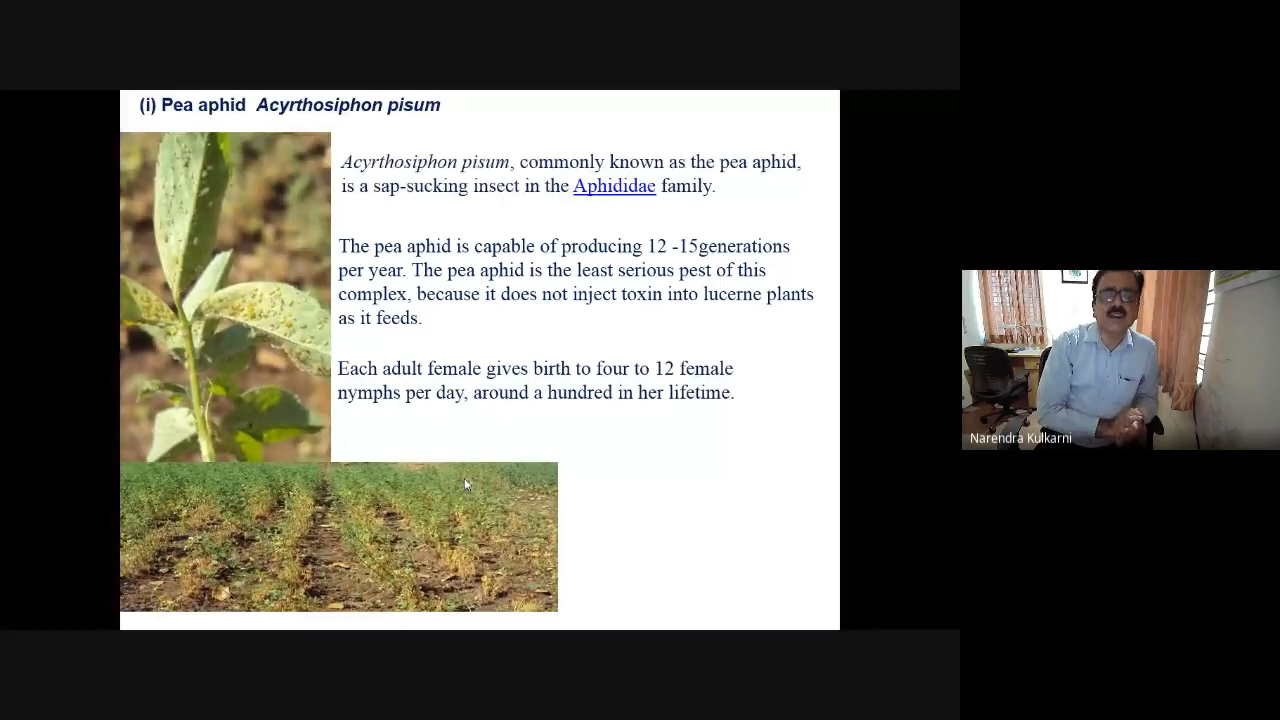 (i) Pea aphid Acyrthosiphon pisum
Acyrthosiphon pisum, commonly known as the pea aphid,
is a sap-sucking insect in the Aphididae family.
The pea aphid is capable of producing 12 -15generations
per year. The pea aphid is the least serious pest of this
complex, because it does not inject toxin into lucerne plants
as it feeds.
Each adult female gives birth to four to 12 female
nymphs per day, around a hundred in her lifetime.
Narendra Kulkarni